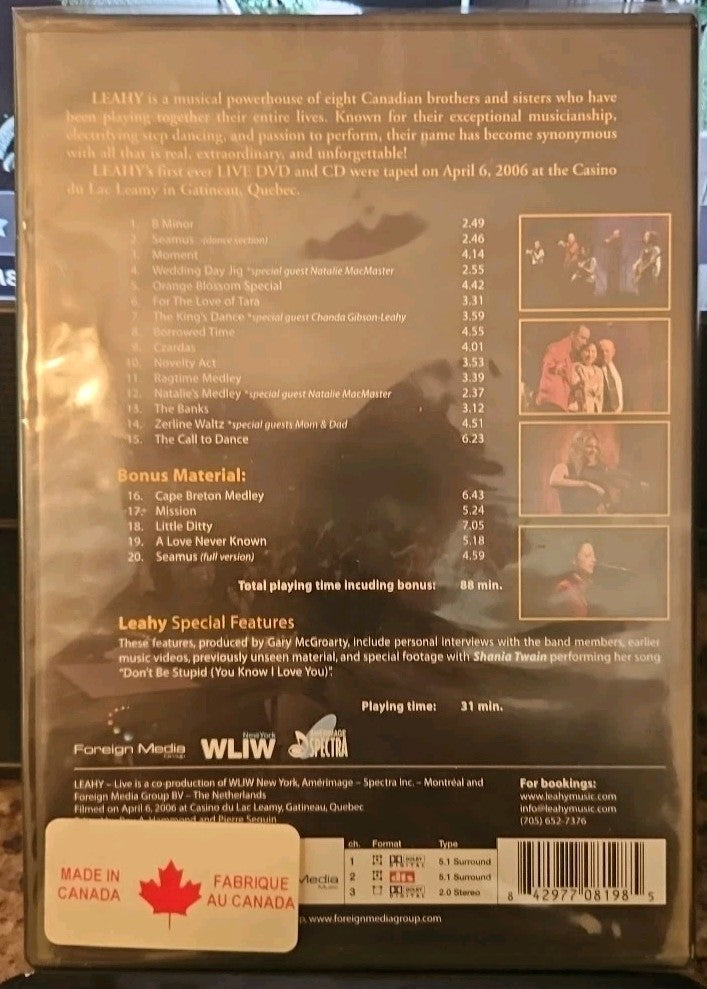 LEAHY is a musical powerhouse of eight Canadian brothers and sisters who have
been playing together their entire lives. Known for their exceptional musicianship,
electrifying step dancing, and passion to perform, their name has become synonymous
with all that is real, extraordinary, and unforgettable!
LEAHY's first ever LIVE DVD and CD were taped on April 6, 2006 at the Casino
du Lac Leamy in Gatineau, Quebec.
1. B Minor 2.49
2. Seamus (dance section) 2.46
3. Moment 4.14
4. Wedding Day Jig *special guest Natalie MacMaster 2.55
5. Orange Blossom Special 4.42
6. For The Love of Tara 3.31
7. The King's Dance *special guest Chanda Gibson-Leahy 3.59
8. Borrowed Time 4.55
9. Czardas 4.01
10. Novelty Act 3.53
11. Ragtime Medley 3.39
12. Natalie's Medley *special guest Natalie MacMaster 2.37
13. The Banks 3.12
14. Zerline Waltz *special guests Mom & Dad 4.51
15. The Call to Dance 6.23
Bonus Material:
16. Cape Breton Medley 6.43
17. Mission 5.24
18. Little Ditty 7.05
19. A Love Never Known 5.18
20. Seamus (full version) 4.59
Total playing time incuding bonus: 88 min.
Leahy Special Features
These features, produced by Gary McGroarty, include personal interviews with the band members, earlier
music videos, previously unseen material, and special footage with Shania Twain performing her song
"Don't Be Stupid (You Know I Love You)".
Playing time: 31 min.
Foreign Media
Group
New York
WLIW
SPECTRA
LEAHY – Live is a co-production of WLIW New York, Amérimage – Spectra Inc. – Montréal and
Foreign Media Group BV – The Netherlands
Filmed on April 6, 2006 at Casino du Lac Leamy, Gatineau, Quebec
and Pierre Seguin
For bookings:
www.leahymusic.com
info@leahymusic.com
(705) 652-7376
MADE IN
CANADA
FABRIQUE
AU CANADA
Media
Music
ch. Format Type
1 DOLBY DIGITAL 5.1 Surround
2 dts 5.1 Surround
3 DOLBY DIGITAL 2.0 Stereo
8 42977 08198 5
www.foreignmediagroup.com